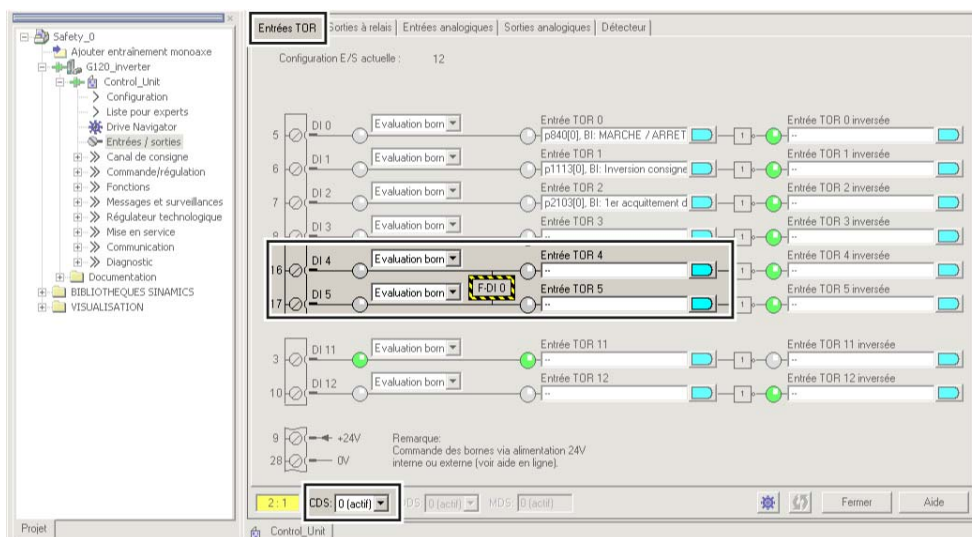 Safety_0
Ajouter entraînement monoaxe
G120_inverter
Control_Unit
Configuration
Liste pour experts
Drive Navigator
Entrées / sorties
Canal de consigne
Commande/régulation
Fonctions
Messages et surveillances
Régulateur technologique
Mise en service
Communication
Diagnostic
Documentation
BIBLIOTHEQUES SINAMICS
VISUALISATION
Projet
Entrées TOR
Sorties à relais
Entrées analogiques
Sorties analogiques
Détecteur
Configuration E/S actuelle : 12
5 DI 0 Evaluation born Entrée TOR 0 Entrée TOR 0 inversée
p840[0], BI: MARCHE / ARRET 1 --
6 DI 1 Evaluation born Entrée TOR 1 Entrée TOR 1 inversée
p1113[0], BI: Inversion consigne 1 --
7 DI 2 Evaluation born Entrée TOR 2 Entrée TOR 2 inversée
p2103[0], BI: 1er acquittement d 1 --
8 DI 3 Evaluation born Entrée TOR 3 Entrée TOR 3 inversée
--
16 DI 4 Evaluation born Entrée TOR 4 Entrée TOR 4 inversée
-- 1 --
F-DI 0
17 DI 5 Evaluation born Entrée TOR 5 Entrée TOR 5 inversée
-- 1 --
3 DI 11 Evaluation born Entrée TOR 11 Entrée TOR 11 inversée
-- 1 --
10 DI 12 Evaluation born Entrée TOR 12 Entrée TOR 12 inversée
-- 1 --
9 +24V
28 0V
Remarque:
Commande des bornes via alimentation 24V
interne ou externe (voir aide en ligne).
2:1 CDS: 0 (actif) DS: 0 (actif) MDS: 0 (actif) Fermer Aide
Control_Unit